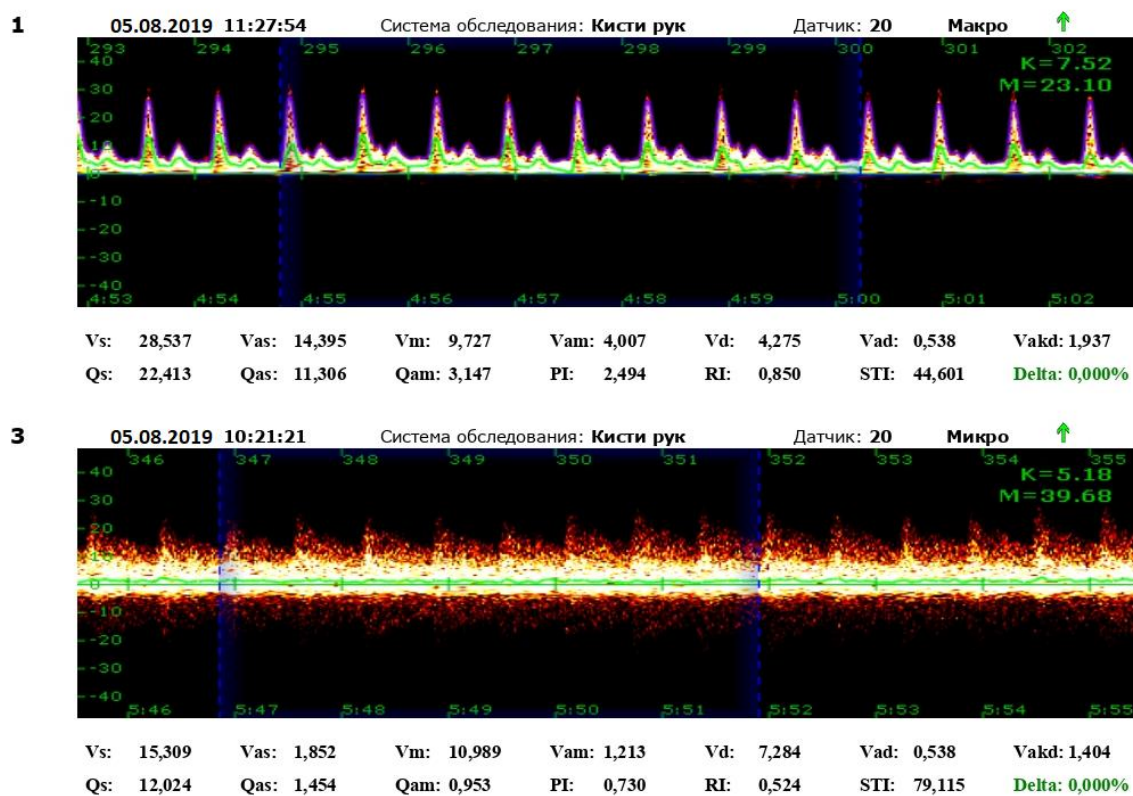 1 05.08.2019 11:27:54 Система обследования: Кисти рук Датчик: 20 Макро
293 294 295 296 297 298 299 300 301 302
K=7.52
M=23.10
40
30
20
10
0
-10
-20
-30
-40
4:53 4:54 4:55 4:56 4:57 4:58 4:59 5:00 5:01 5:02
Vs: 28,537 Vas: 14,395 Vm: 9,727 Vam: 4,007 Vd: 4,275 Vad: 0,538 Vakd: 1,937
Qs: 22,413 Qas: 11,306 Qam: 3,147 PI: 2,494 RI: 0,850 STI: 44,601 Delta: 0,000%
3 05.08.2019 10:21:21 Система обследования: Кисти рук Датчик: 20 Микро
346 347 348 349 350 351 352 353 354 355
K=5.18
M=39.68
40
30
20
10
0
-10
-20
-30
-40
5:46 5:47 5:48 5:49 5:50 5:51 5:52 5:53 5:54 5:55
Vs: 15,309 Vas: 1,852 Vm: 10,989 Vam: 1,213 Vd: 7,284 Vad: 0,538 Vakd: 1,404
Qs: 12,024 Qas: 1,454 Qam: 0,953 PI: 0,730 RI: 0,524 STI: 79,115 Delta: 0,000%